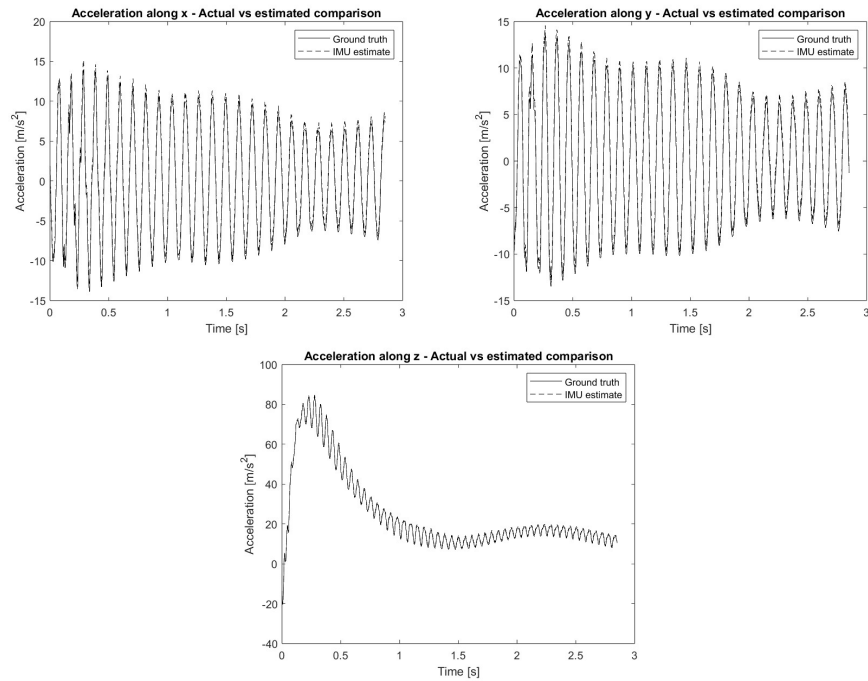 Acceleration along x - Actual vs estimated comparison
20
15
10
5
0
-5
-10
-15
0
0.5
1
1.5
2
2.5
3
Acceleration [m/s²]
Time [s]
Ground truth
IMU estimate
Acceleration along y - Actual vs estimated comparison
15
10
5
0
-5
-10
-15
0
0.5
1
1.5
2
2.5
3
Acceleration [m/s²]
Time [s]
Ground truth
IMU estimate
Acceleration along z - Actual vs estimated comparison
100
80
60
40
20
0
-20
-40
0
0.5
1
1.5
2
2.5
3
Acceleration [m/s²]
Time [s]
Ground truth
IMU estimate